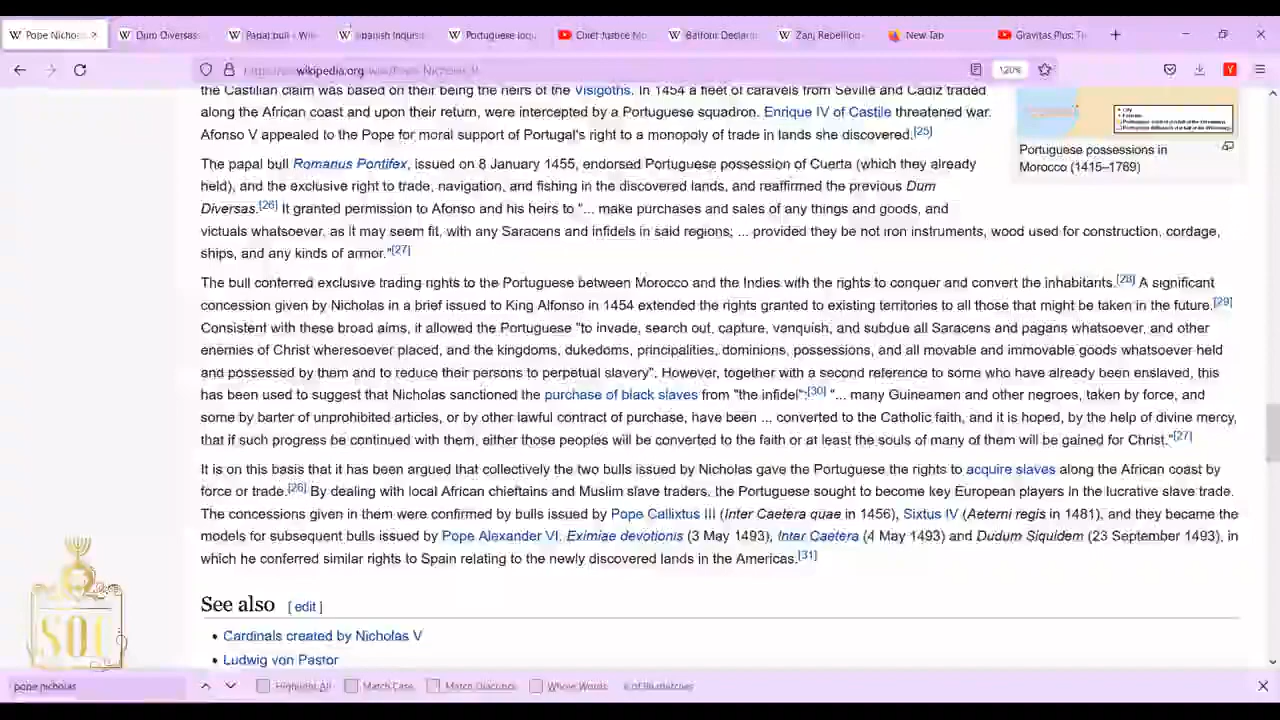 Pope Nichol
Dum Diversas
Papal bull - Wi
Spanish Inquisi
Portuguese Inqu
Chief Justice Mo
Balfour Declara
Zanj Rebellion
New Tab
Gravitas Plus: T
wikipedia.org
120%
the Castilian claim was based on their being the heirs of the Visigoths. In 1454 a fleet of caravels from Seville and Cadiz traded
along the African coast and upon their return, were intercepted by a Portuguese squadron. Enrique IV of Castile threatened war.
Afonso V appealed to the Pope for moral support of Portugal's right to a monopoly of trade in lands she discovered.[25]
The papal bull Romanus Pontifex, issued on 8 January 1455, endorsed Portuguese possession of Cuerta (which they already
held), and the exclusive right to trade, navigation, and fishing in the discovered lands, and reaffirmed the previous Dum
Diversas.[26] It granted permission to Afonso and his heirs to "... make purchases and sales of any things and goods, and
victuals whatsoever, as it may seem fit, with any Saracens and infidels in said regions; ... provided they be not iron instruments, wood used for construction, cordage,
ships, and any kinds of armor."[27]
Portuguese possessions in
Morocco (1415–1769)
The bull conferred exclusive trading rights to the Portuguese between Morocco and the Indies with the rights to conquer and convert the inhabitants.[28] A significant
concession given by Nicholas in a brief issued to King Alfonso in 1454 extended the rights granted to existing territories to all those that might be taken in the future.[29]
Consistent with these broad aims, it allowed the Portuguese "to invade, search out, capture, vanquish, and subdue all Saracens and pagans whatsoever, and other
enemies of Christ wheresoever placed, and the kingdoms, dukedoms, principalities, dominions, possessions, and all movable and immovable goods whatsoever held
and possessed by them and to reduce their persons to perpetual slavery". However, together with a second reference to some who have already been enslaved, this
has been used to suggest that Nicholas sanctioned the purchase of black slaves from "the infidel":[30] "... many Guineamen and other negroes, taken by force, and
some by barter of unprohibited articles, or by other lawful contract of purchase, have been ... converted to the Catholic faith, and it is hoped, by the help of divine mercy,
that if such progress be continued with them, either those peoples will be converted to the faith or at least the souls of many of them will be gained for Christ."[27]
It is on this basis that it has been argued that collectively the two bulls issued by Nicholas gave the Portuguese the rights to acquire slaves along the African coast by
force or trade.[26] By dealing with local African chieftains and Muslim slave traders, the Portuguese sought to become key European players in the lucrative slave trade.
The concessions given in them were confirmed by bulls issued by Pope Callixtus III (Inter Caetera quae in 1456), Sixtus IV (Aeterni regis in 1481), and they became the
models for subsequent bulls issued by Pope Alexander VI, Eximiae devotionis (3 May 1493), Inter Caetera (4 May 1493) and Dudum Siquidem (23 September 1493), in
which he conferred similar rights to Spain relating to the newly discovered lands in the Americas.[31]
See also [ edit ]
• Cardinals created by Nicholas V
• Ludwig von Pastor
SOL
pope nicholas
Highlight All
Match Case
Match Diacritics
Whole Words